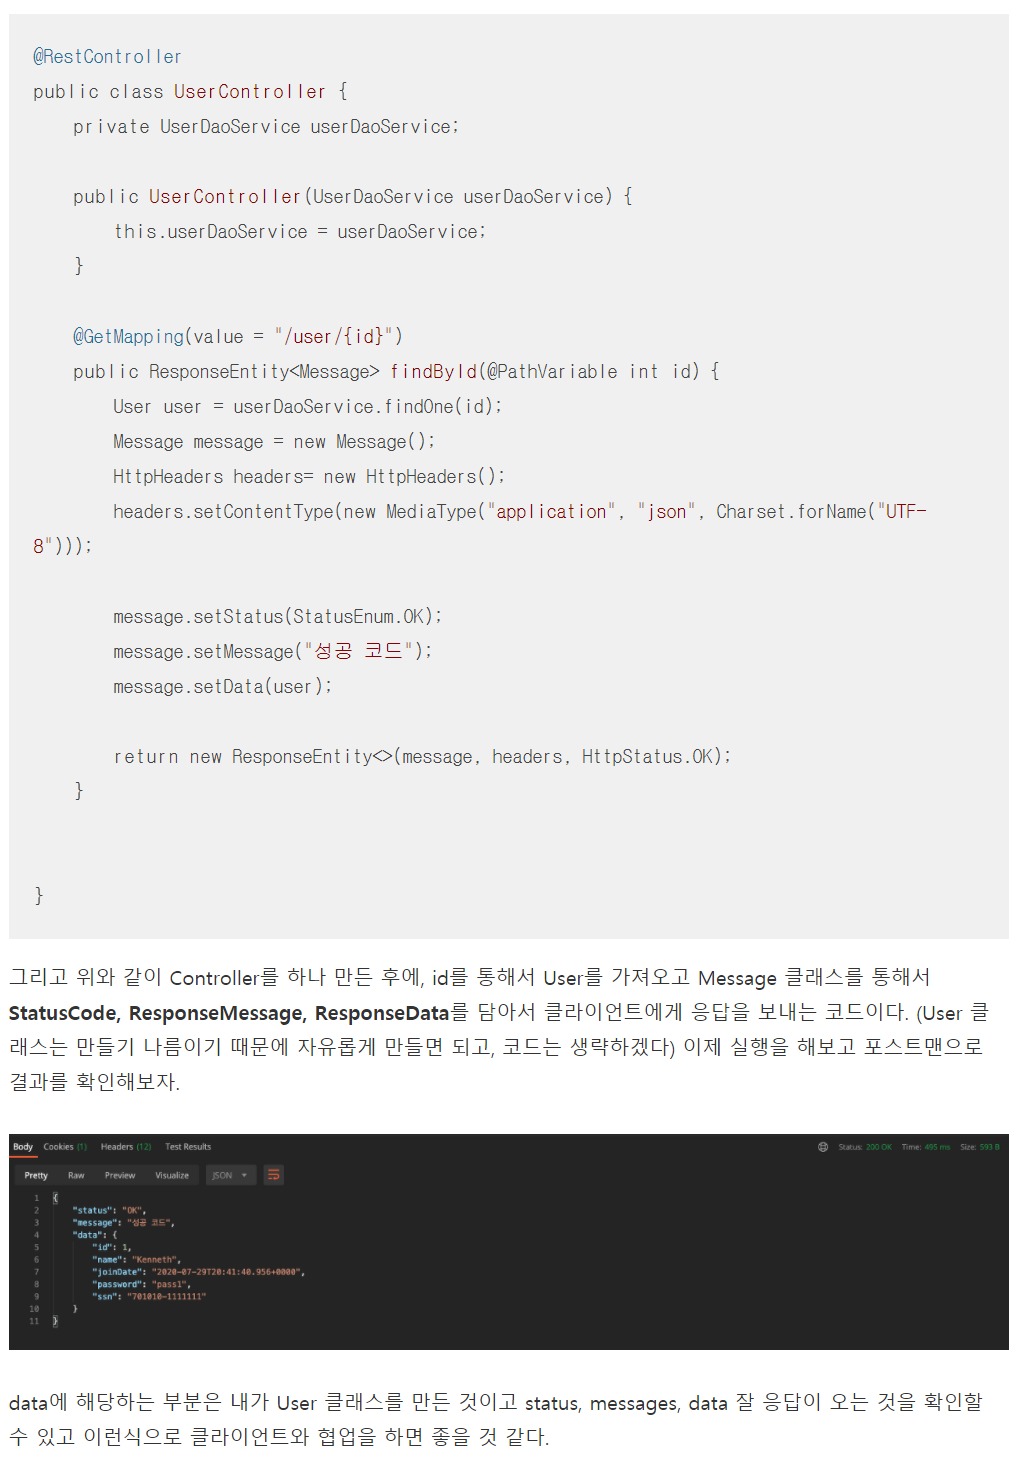 @RestController
public class UserController {
private UserDaoService userDaoService;
public UserController(UserDaoService userDaoService) {
this.userDaoService = userDaoService;
}
@GetMapping(value = "/user/{id}")
public ResponseEntity<Message> findById(@PathVariable int id) {
User user = userDaoService.findOne(id);
Message message = new Message();
HttpHeaders headers= new HttpHeaders();
headers.setContentType(new MediaType("application", "json", Charset.forName("UTF-
8")));
message.setStatus(StatusEnum.OK);
message.setMessage("성공 코드");
message.setData(user);
return new ResponseEntity<>(message, headers, HttpStatus.OK);
}
}
그리고 위와 같이 Controller를 하나 만든 후에, id를 통해서 User를 가져오고 Message 클래스를 통해서
StatusCode, ResponseMessage, ResponseData를 담아서 클라이언트에게 응답을 보내는 코드이다. (User 클
래스는 만들기 나름이기 때문에 자유롭게 만들면 되고, 코드는 생략하겠다) 이제 실행을 해보고 포스트맨으로
결과를 확인해보자.
Body Cookies (1) Headers (12) Test Results Status: 200 OK Time: 495 ms Size: 593 B
Pretty Raw Preview Visualize JSON
1 {
2 "status": "OK",
3 "message": "성공 코드",
4 "data": {
5 "id": 1,
6 "name": "Kenneth",
7 "joinDate": "2020-07-29T20:41:40.956+0000",
8 "password": "pass1",
9 "ssn": "701010-1111111"
10 }
11 }
data에 해당하는 부분은 내가 User 클래스를 만든 것이고 status, messages, data 잘 응답이 오는 것을 확인할
수 있고 이런식으로 클라이언트와 협업을 하면 좋을 것 같다.